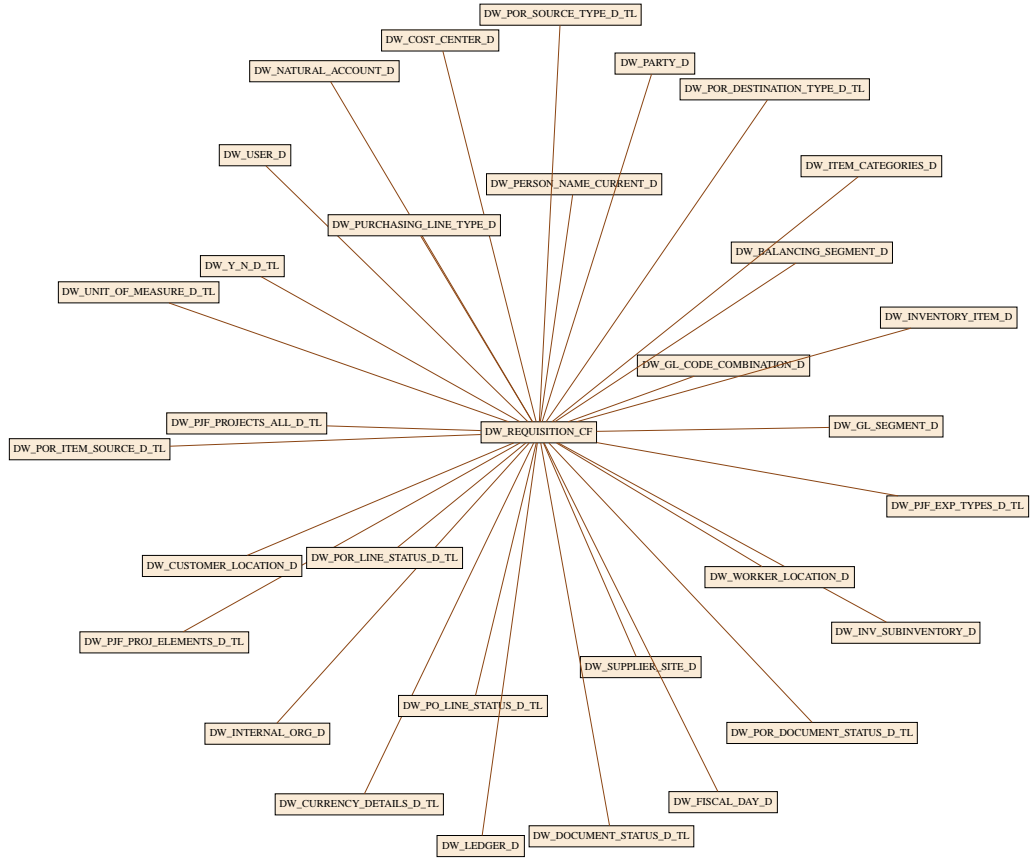 DW_POR_SOURCE_TYPE_D_TL
DW_COST_CENTER_D
DW_PARTY_D
DW_NATURAL_ACCOUNT_D
DW_POR_DESTINATION_TYPE_D_TL
DW_USER_D
DW_ITEM_CATEGORIES_D
DW_PERSON_NAME_CURRENT_D
DW_PURCHASING_LINE_TYPE_D
DW_BALANCING_SEGMENT_D
DW_Y_N_D_TL
DW_UNIT_OF_MEASURE_D_TL
DW_INVENTORY_ITEM_D
DW_GL_CODE_COMBINATION_D
DW_PJF_PROJECTS_ALL_D_TL
DW_GL_SEGMENT_D
DW_REQUISITION_CF
DW_POR_ITEM_SOURCE_D_TL
DW_PJF_EXP_TYPES_D_TL
DW_POR_LINE_STATUS_D_TL
DW_CUSTOMER_LOCATION_D
DW_WORKER_LOCATION_D
DW_INV_SUBINVENTORY_D
DW_PJF_PROJ_ELEMENTS_D_TL
DW_SUPPLIER_SITE_D
DW_PO_LINE_STATUS_D_TL
DW_INTERNAL_ORG_D
DW_POR_DOCUMENT_STATUS_D_TL
DW_FISCAL_DAY_D
DW_CURRENCY_DETAILS_D_TL
DW_DOCUMENT_STATUS_D_TL
DW_LEDGER_D